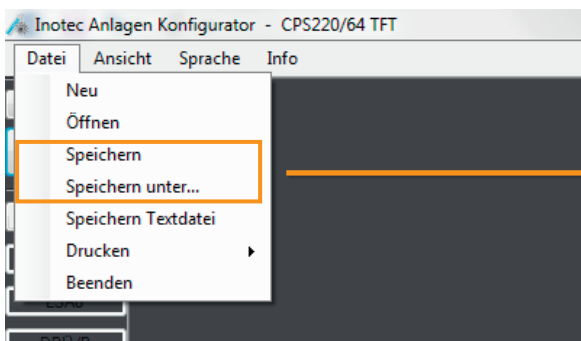 Inotec Anlagen Konfigurator - CPS220/64 TFT
Datei Ansicht Sprache Info
Neu
Öffnen
Speichern
Speichern unter...
Speichern Textdatei
Drucken
Beenden